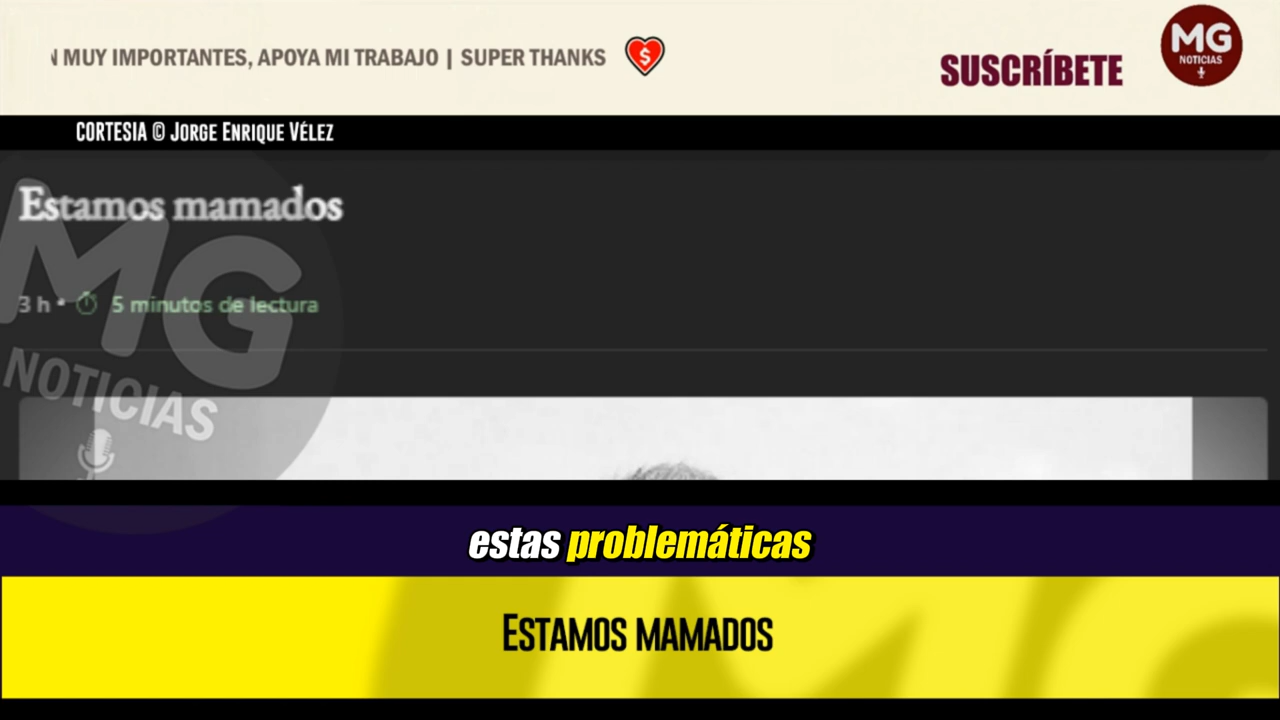 N MUY IMPORTANTES, APOYA MI TRABAJO | SUPER THANKS
SUSCRÍBETE
MG
NOTICIAS
CORTESIA © JORGE ENRIQUE VÉLEZ
Estamos mamados
3 h • 5 minutos de lectura
MG
NOTICIAS
estas problemáticas
ESTAMOS MAMADOS